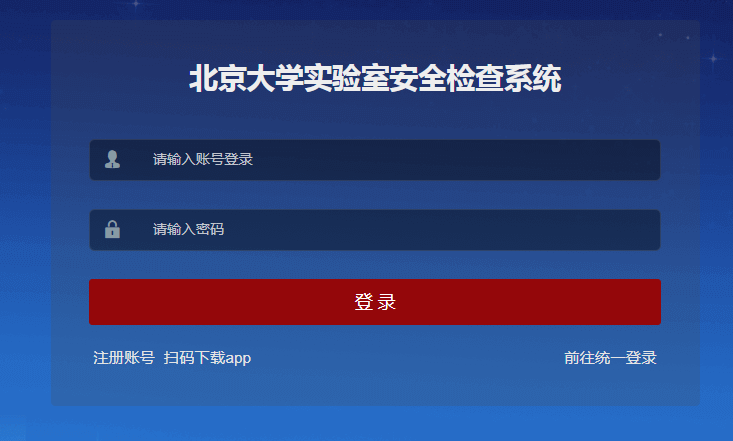 北京大学实验室安全检查系统
请输入账号登录
请输入密码
登录
注册账号 扫码下载app 前往统一登录